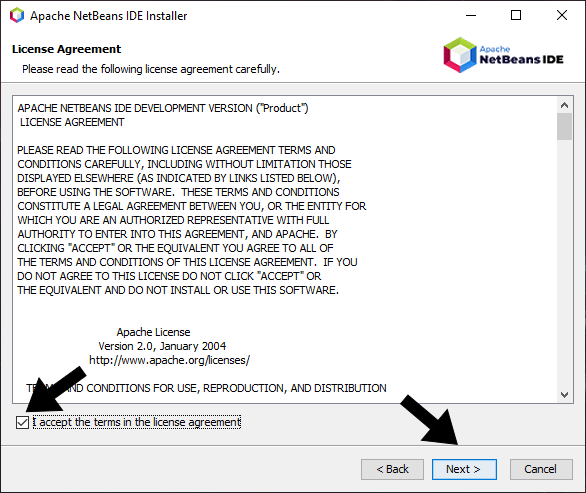 Apache NetBeans IDE Installer
License Agreement
Please read the following license agreement carefully.
Apache
NetBeans IDE
APACHE NETBEANS IDE DEVELOPMENT VERSION ("Product")
LICENSE AGREEMENT
PLEASE READ THE FOLLOWING LICENSE AGREEMENT TERMS AND
CONDITIONS CAREFULLY, INCLUDING WITHOUT LIMITATION THOSE
DISPLAYED ELSEWHERE (AS INDICATED BY LINKS LISTED BELOW),
BEFORE USING THE SOFTWARE.  THESE TERMS AND CONDITIONS
CONSTITUTE A LEGAL AGREEMENT BETWEEN YOU, OR THE ENTITY FOR
WHICH YOU ARE AN AUTHORIZED REPRESENTATIVE WITH FULL
AUTHORITY TO ENTER INTO THIS AGREEMENT, AND APACHE.  BY
CLICKING "ACCEPT" OR THE EQUIVALENT YOU AGREE TO ALL OF
THE TERMS AND CONDITIONS OF THIS LICENSE AGREEMENT.  IF YOU
DO NOT AGREE TO THIS LICENSE DO NOT CLICK "ACCEPT" OR
THE EQUIVALENT AND DO NOT INSTALL OR USE THIS SOFTWARE.
Apache License
Version 2.0, January 2004
http://www.apache.org/licenses/
AND CONDITIONS FOR USE, REPRODUCTION, AND DISTRIBUTION
I accept the terms in the license agreement
< Back
Next >
Cancel